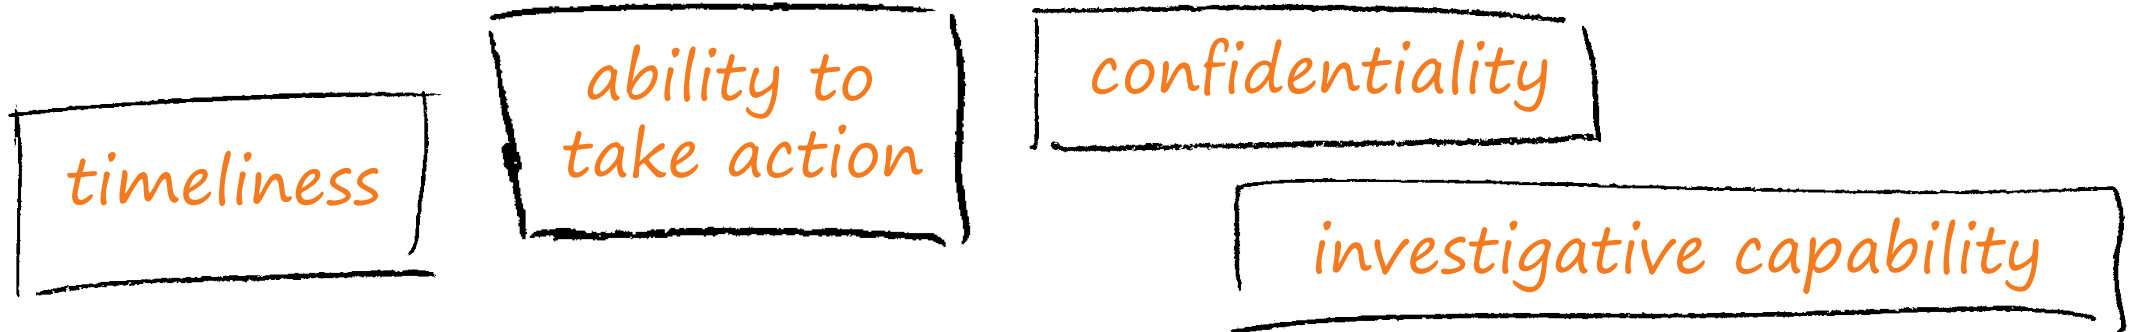 timeliness
ability to
take action
confidentiality
investigative capability